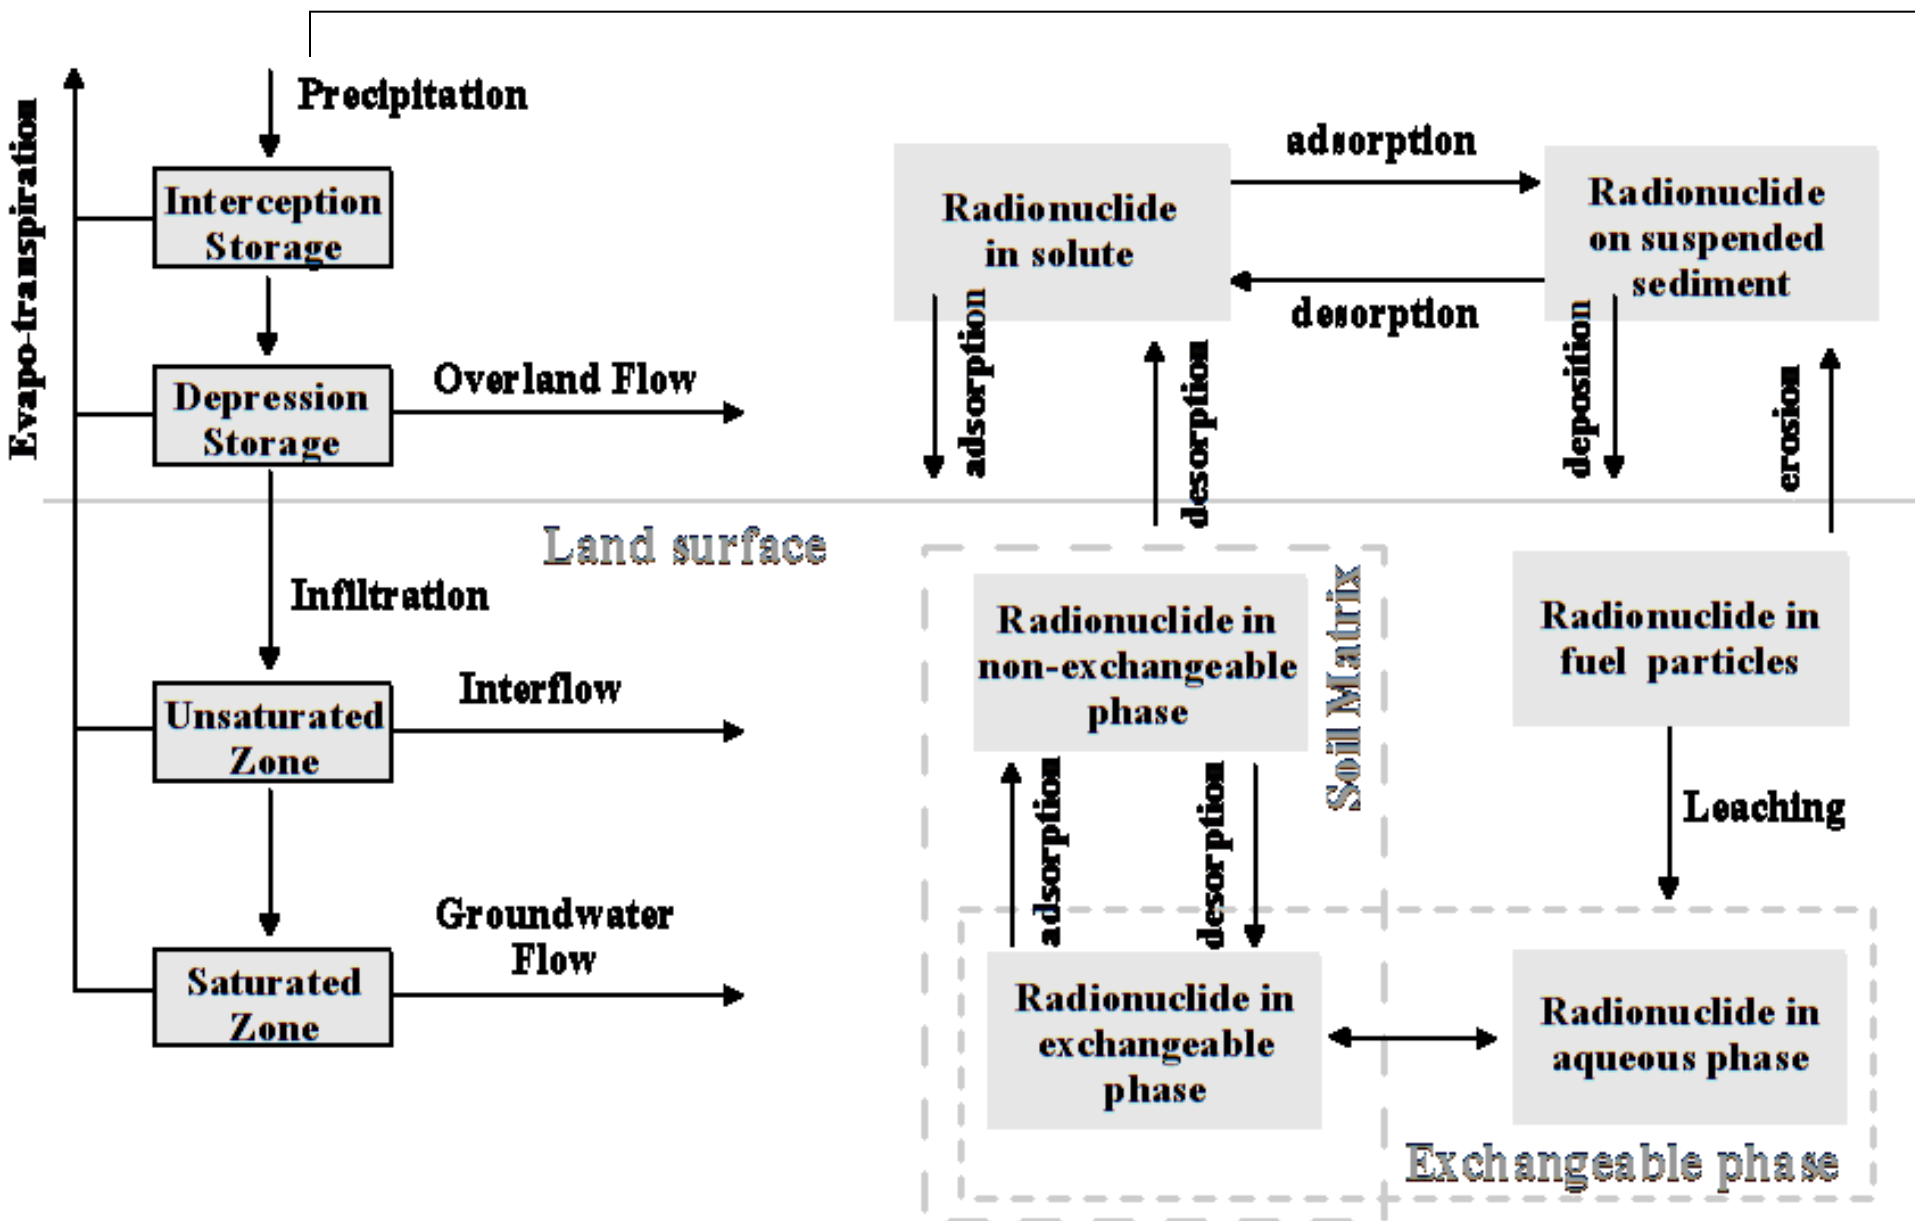 Precipitation
Evapo-transpiration
Interception
Storage
Depression
Storage
Overland Flow
Land surface
Infiltration
Unsaturated
Zone
Interflow
Saturated
Zone
Groundwater
Flow
Radionuclide
in solute
adsorption
desorption
Radionuclide
on suspended
sediment
adsorption
desorption
deposition
erosion
Radionuclide in
non-exchangeable
phase
Soil Matrix
Radionuclide in
fuel particles
adsorption
desorption
Leaching
Radionuclide in
exchangeable
phase
Radionuclide in
aqueous phase
Exchangeable phase